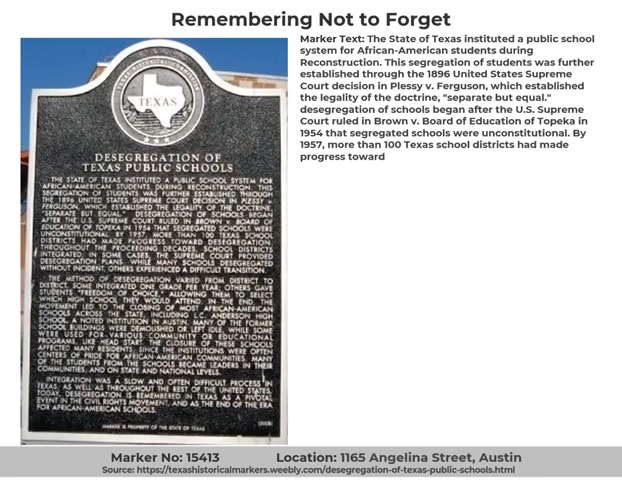 Remembering Not to Forget
Marker Text: The State of Texas instituted a public school
system for African-American students during
Reconstruction. This segregation of students was further
established through the 1896 United States Supreme
Court decision in Plessy v. Ferguson, which established
the legality of the doctrine, "separate but equal."
desegregation of schools began after the U.S. Supreme
Court ruled in Brown v. Board of Education of Topeka in
1954 that segregated schools were unconstitutional. By
1957, more than 100 Texas school districts had made
progress toward
TEXAS HISTORICAL COMMISSION
TEXAS
DESEGREGATION OF
TEXAS PUBLIC SCHOOLS
THE STATE OF TEXAS INSTITUTED A PUBLIC SCHOOL SYSTEM FOR
AFRICAN-AMERICAN STUDENTS DURING RECONSTRUCTION. THIS
SEGREGATION OF STUDENTS WAS FURTHER ESTABLISHED THROUGH
THE 1896 UNITED STATES SUPREME COURT DECISION IN PLESSY V.
FERGUSON, WHICH ESTABLISHED THE LEGALITY OF THE DOCTRINE,
"SEPARATE BUT EQUAL." DESEGREGATION OF SCHOOLS BEGAN
AFTER THE U.S. SUPREME COURT RULED IN BROWN V. BOARD OF
EDUCATION OF TOPEKA IN 1954 THAT SEGREGATED SCHOOLS WERE
UNCONSTITUTIONAL. BY 1957, MORE THAN 100 TEXAS SCHOOL
DISTRICTS HAD MADE PROGRESS TOWARD DESEGREGATION.
THROUGHOUT THE PROCEEDING DECADES, SCHOOL DISTRICTS
INTEGRATED; IN SOME CASES, THE SUPREME COURT PROVIDED
DESEGREGATION PLANS. WHILE MANY SCHOOLS DESEGREGATED
WITHOUT INCIDENT, OTHERS EXPERIENCED A DIFFICULT TRANSITION.
THE METHOD OF DESEGREGATION VARIED FROM DISTRICT TO
DISTRICT. SOME INTEGRATED ONE GRADE PER YEAR; OTHERS GAVE
STUDENTS "FREEDOM OF CHOICE," ALLOWING THEM TO SELECT
WHICH HIGH SCHOOL THEY WOULD ATTEND. IN THE END, THE
MOVEMENT LED TO THE CLOSING OF MOST AFRICAN-AMERICAN
SCHOOLS ACROSS THE STATE, INCLUDING L.C. ANDERSON HIGH
SCHOOL, A NOTED INSTITUTION IN AUSTIN. MANY OF THE FORMER
SCHOOL BUILDINGS WERE DEMOLISHED OR LEFT IDLE, WHILE SOME
WERE USED FOR VARIOUS COMMUNITY OR EDUCATIONAL
PROGRAMS, LIKE HEAD START. THE CLOSURE OF THESE SCHOOLS
AFFECTED MANY RESIDENTS, SINCE THE INSTITUTIONS WERE OFTEN
CENTERS OF PRIDE FOR AFRICAN-AMERICAN COMMUNITIES. MANY
OF THE STUDENTS FROM THE SCHOOLS BECAME LEADERS IN THEIR
COMMUNITIES, AND ON STATE AND NATIONAL LEVELS.
INTEGRATION WAS A SLOW AND OFTEN DIFFICULT PROCESS IN
TEXAS, AS WELL AS THROUGHOUT THE REST OF THE UNITED STATES.
TODAY, DESEGREGATION IS REMEMBERED IN TEXAS AS A PIVOTAL
EVENT IN THE CIVIL RIGHTS MOVEMENT, AND AS THE END OF THE ERA
FOR AFRICAN-AMERICAN SCHOOLS.
MARKER IS PROPERTY OF THE STATE OF TEXAS
Marker No: 15413 Location: 1165 Angelina Street, Austin
Source: https://texashistoricalmarkers.weebly.com/desegregation-of-texas-public-schools.html